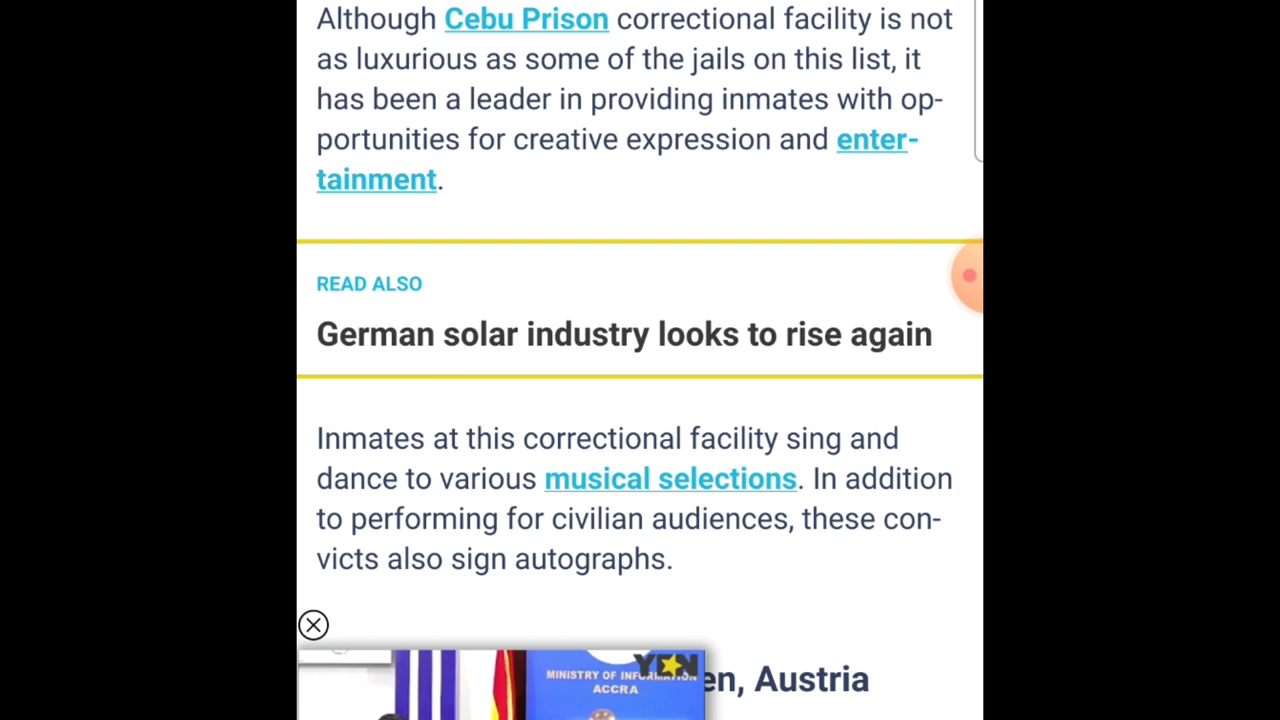 Although Cebu Prison correctional facility is not
as luxurious as some of the jails on this list, it
has been a leader in providing inmates with op-
portunities for creative expression and enter-
tainment.
READ ALSO
German solar industry looks to rise again
Inmates at this correctional facility sing and
dance to various musical selections. In addition
to performing for civilian audiences, these con-
victs also sign autographs.
YEN
MINISTRY OF INFORMATION
ACCRA
en, Austria